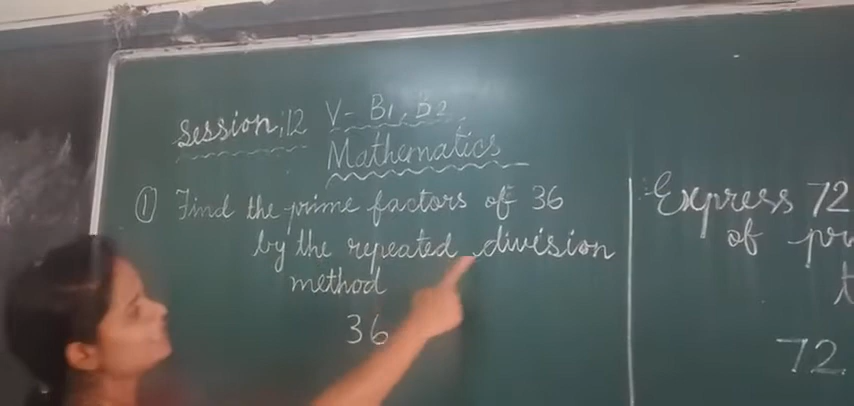 Session; 12 V- B1, B2
Mathematics
① Find the prime factors of 36
by the repeated division
method
36
Express 72
of
72